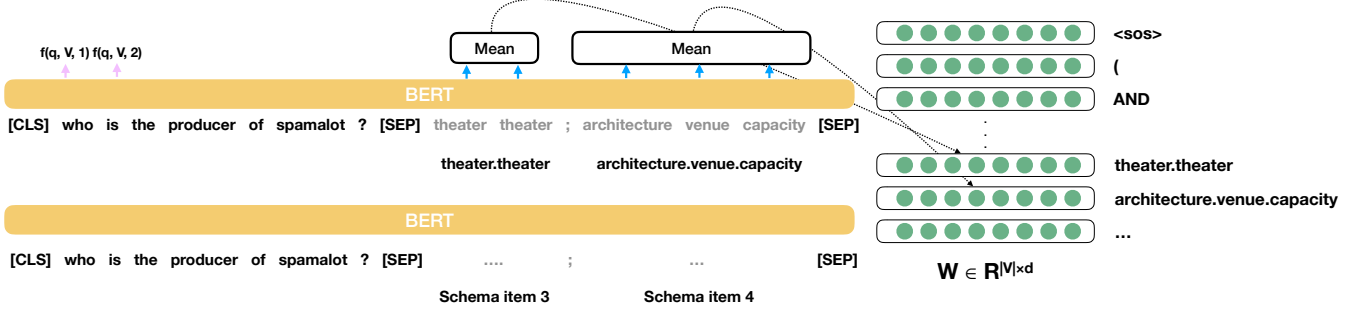 f(q, V, 1) f(q, V, 2)
Mean
Mean
BERT
[CLS] who is the producer of spamalot ? [SEP] theater theater ; architecture venue capacity [SEP]
theater.theater
architecture.venue.capacity
BERT
[CLS] who is the producer of spamalot ? [SEP] .... ; ... [SEP]
Schema item 3
Schema item 4
<sos>
(
AND
. . .
theater.theater
architecture.venue.capacity
...
W ∈ R|V|×d